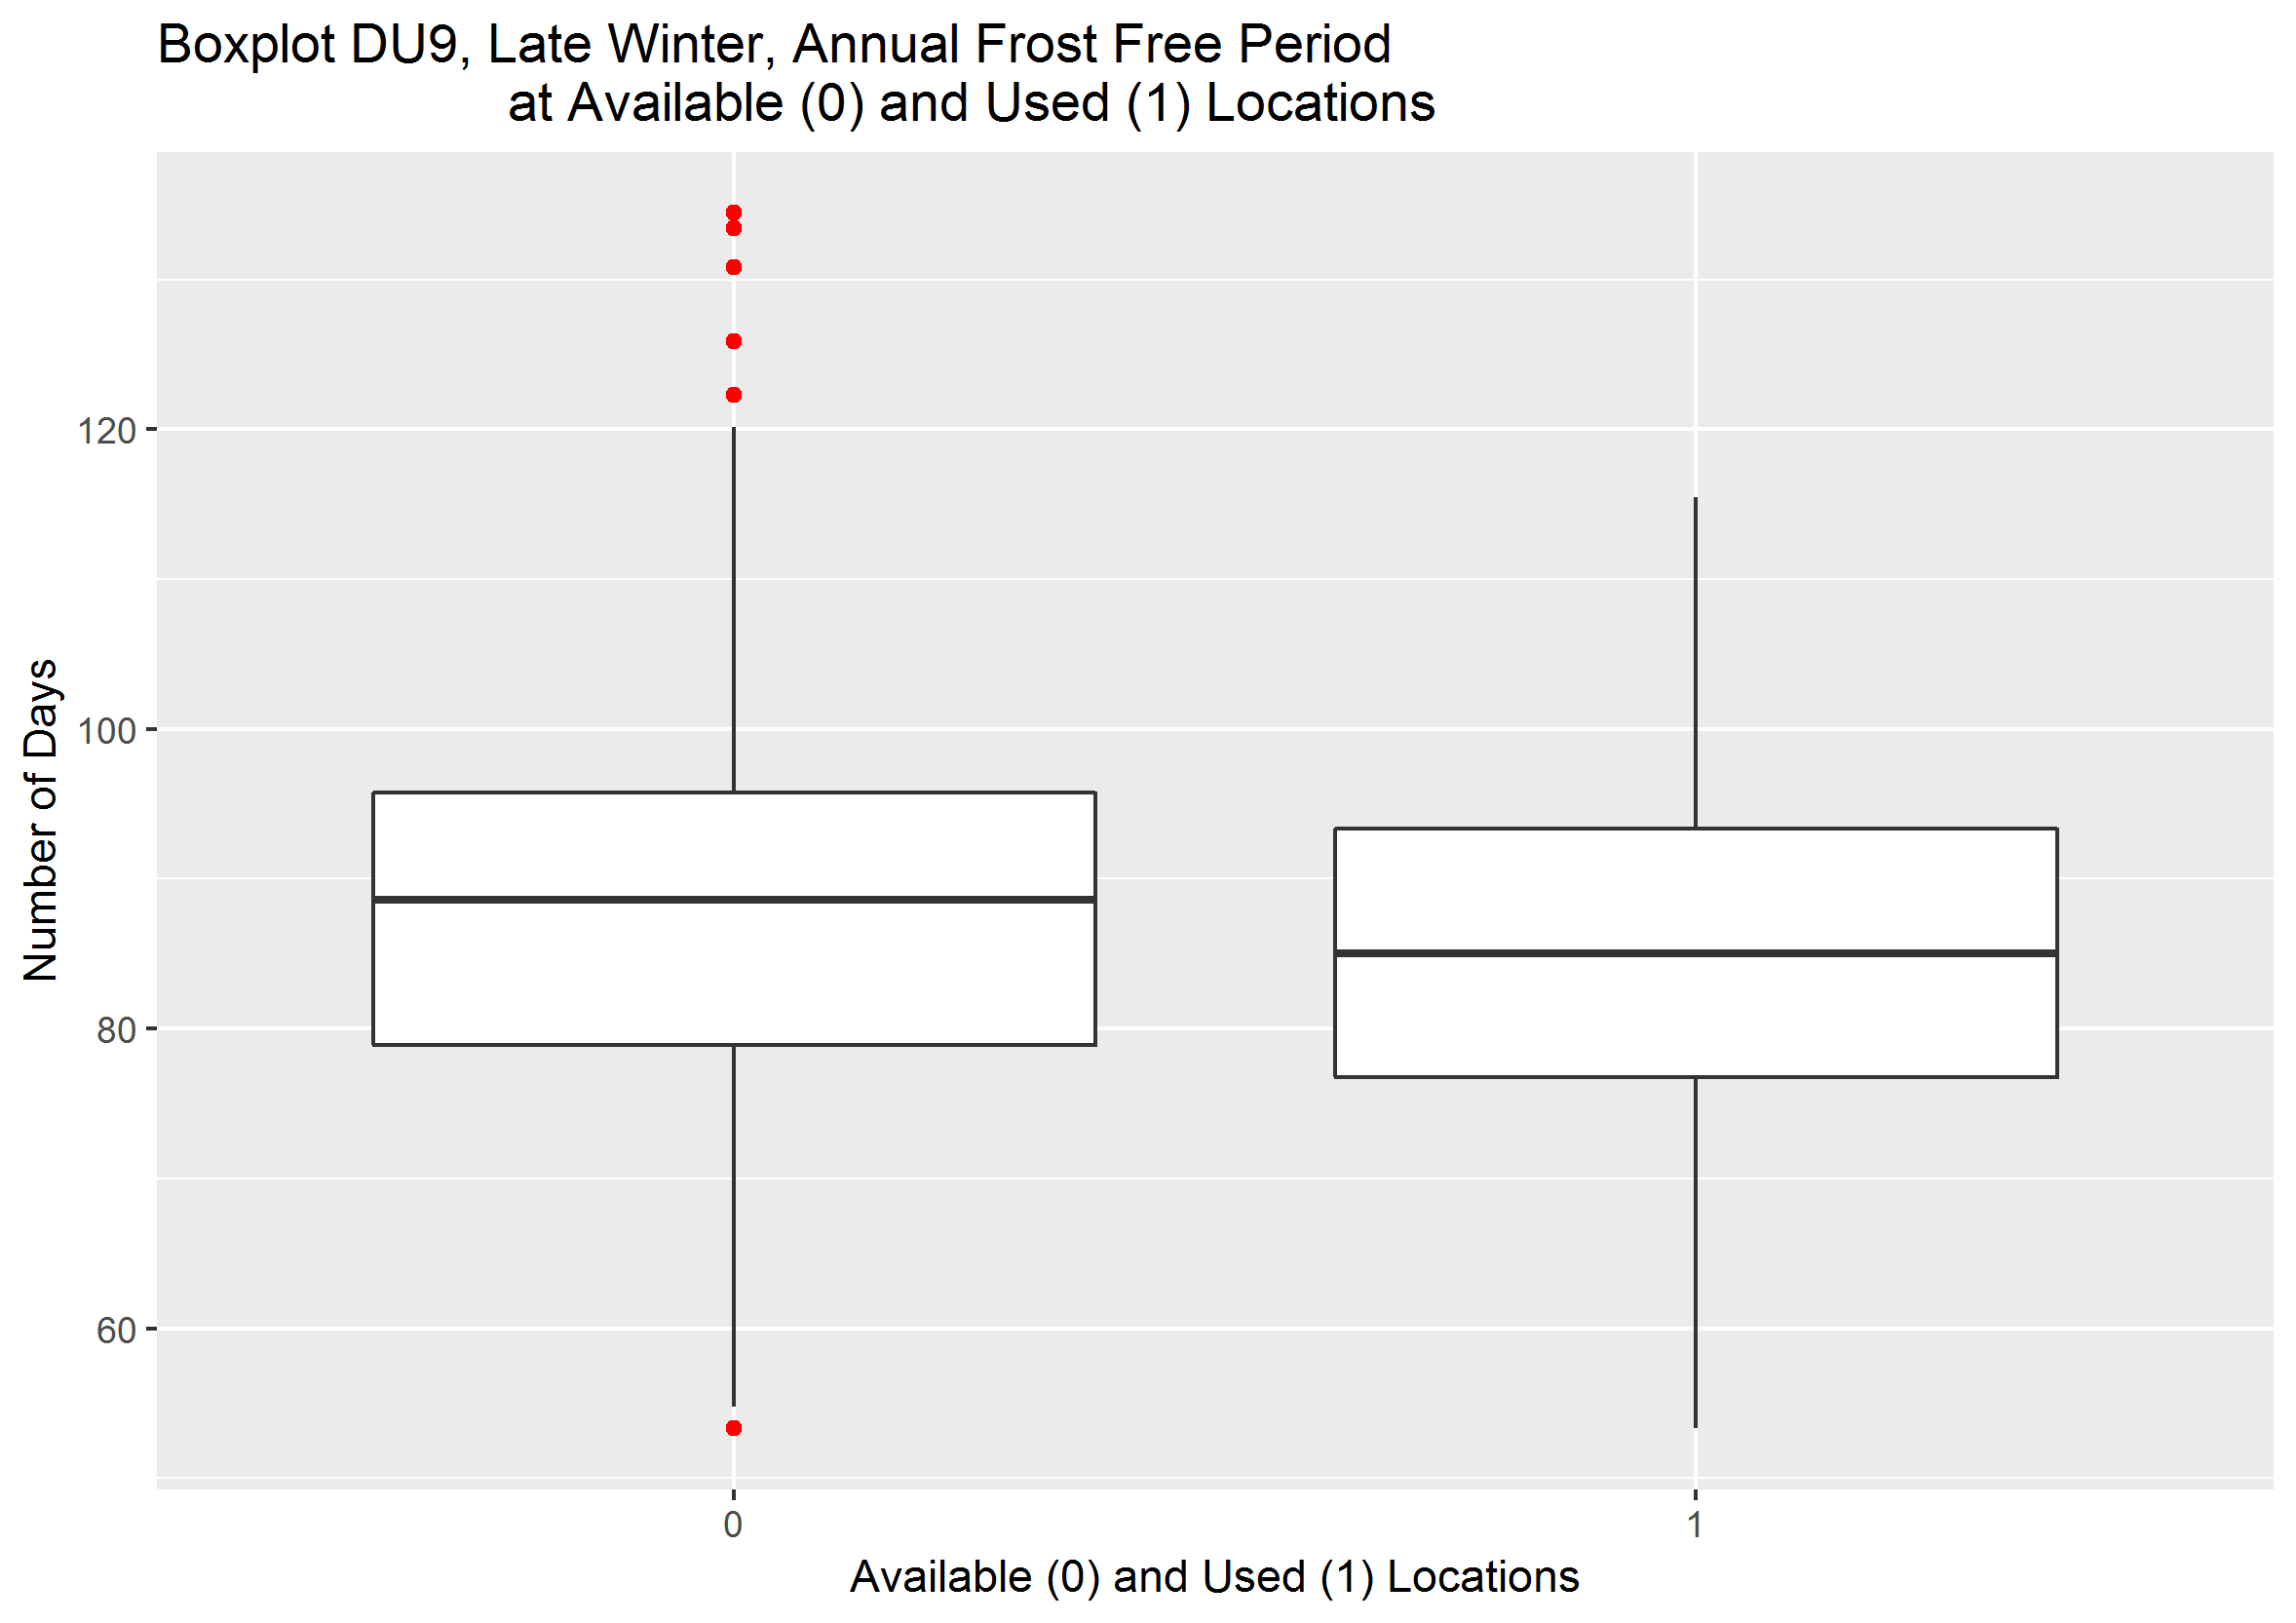 Boxplot DU9, Late Winter, Annual Frost Free Period
at Available (0) and Used (1) Locations
Number of Days
120
100
80
60
0
1
Available (0) and Used (1) Locations